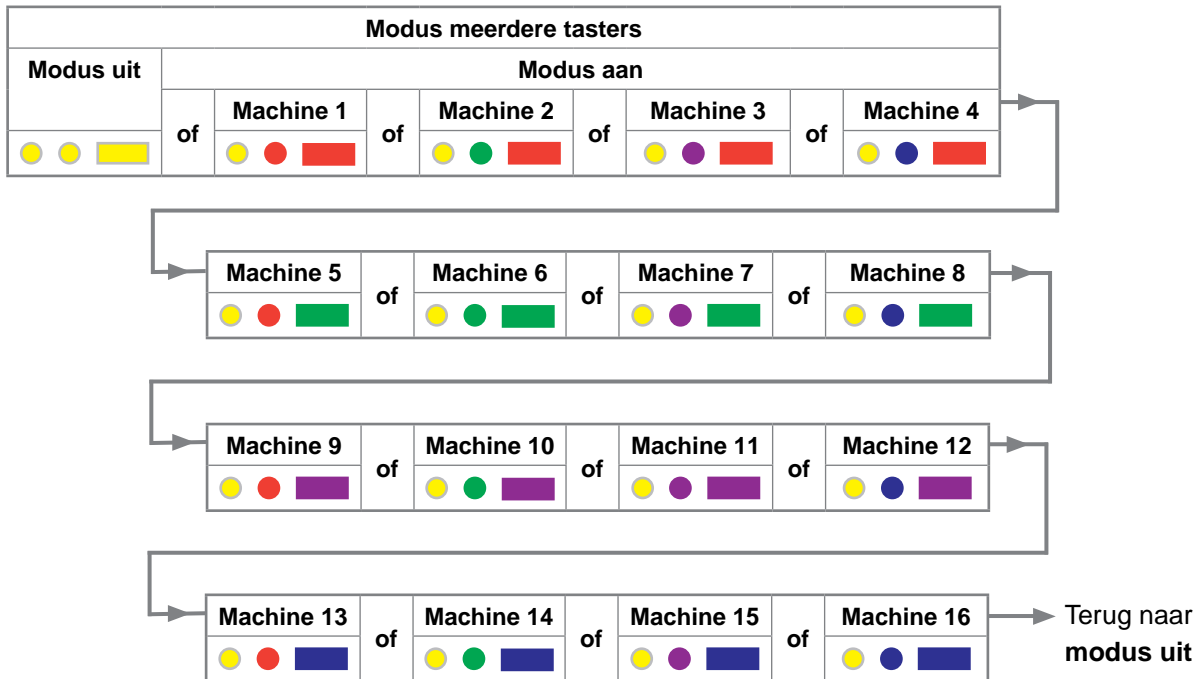 Modus meerdere tasters
Modus uit Modus aan
of Machine 1 of Machine 2 of Machine 3 of Machine 4
Machine 5 of Machine 6 of Machine 7 of Machine 8
Machine 9 of Machine 10 of Machine 11 of Machine 12
Machine 13 of Machine 14 of Machine 15 of Machine 16
Terug naar
modus uit